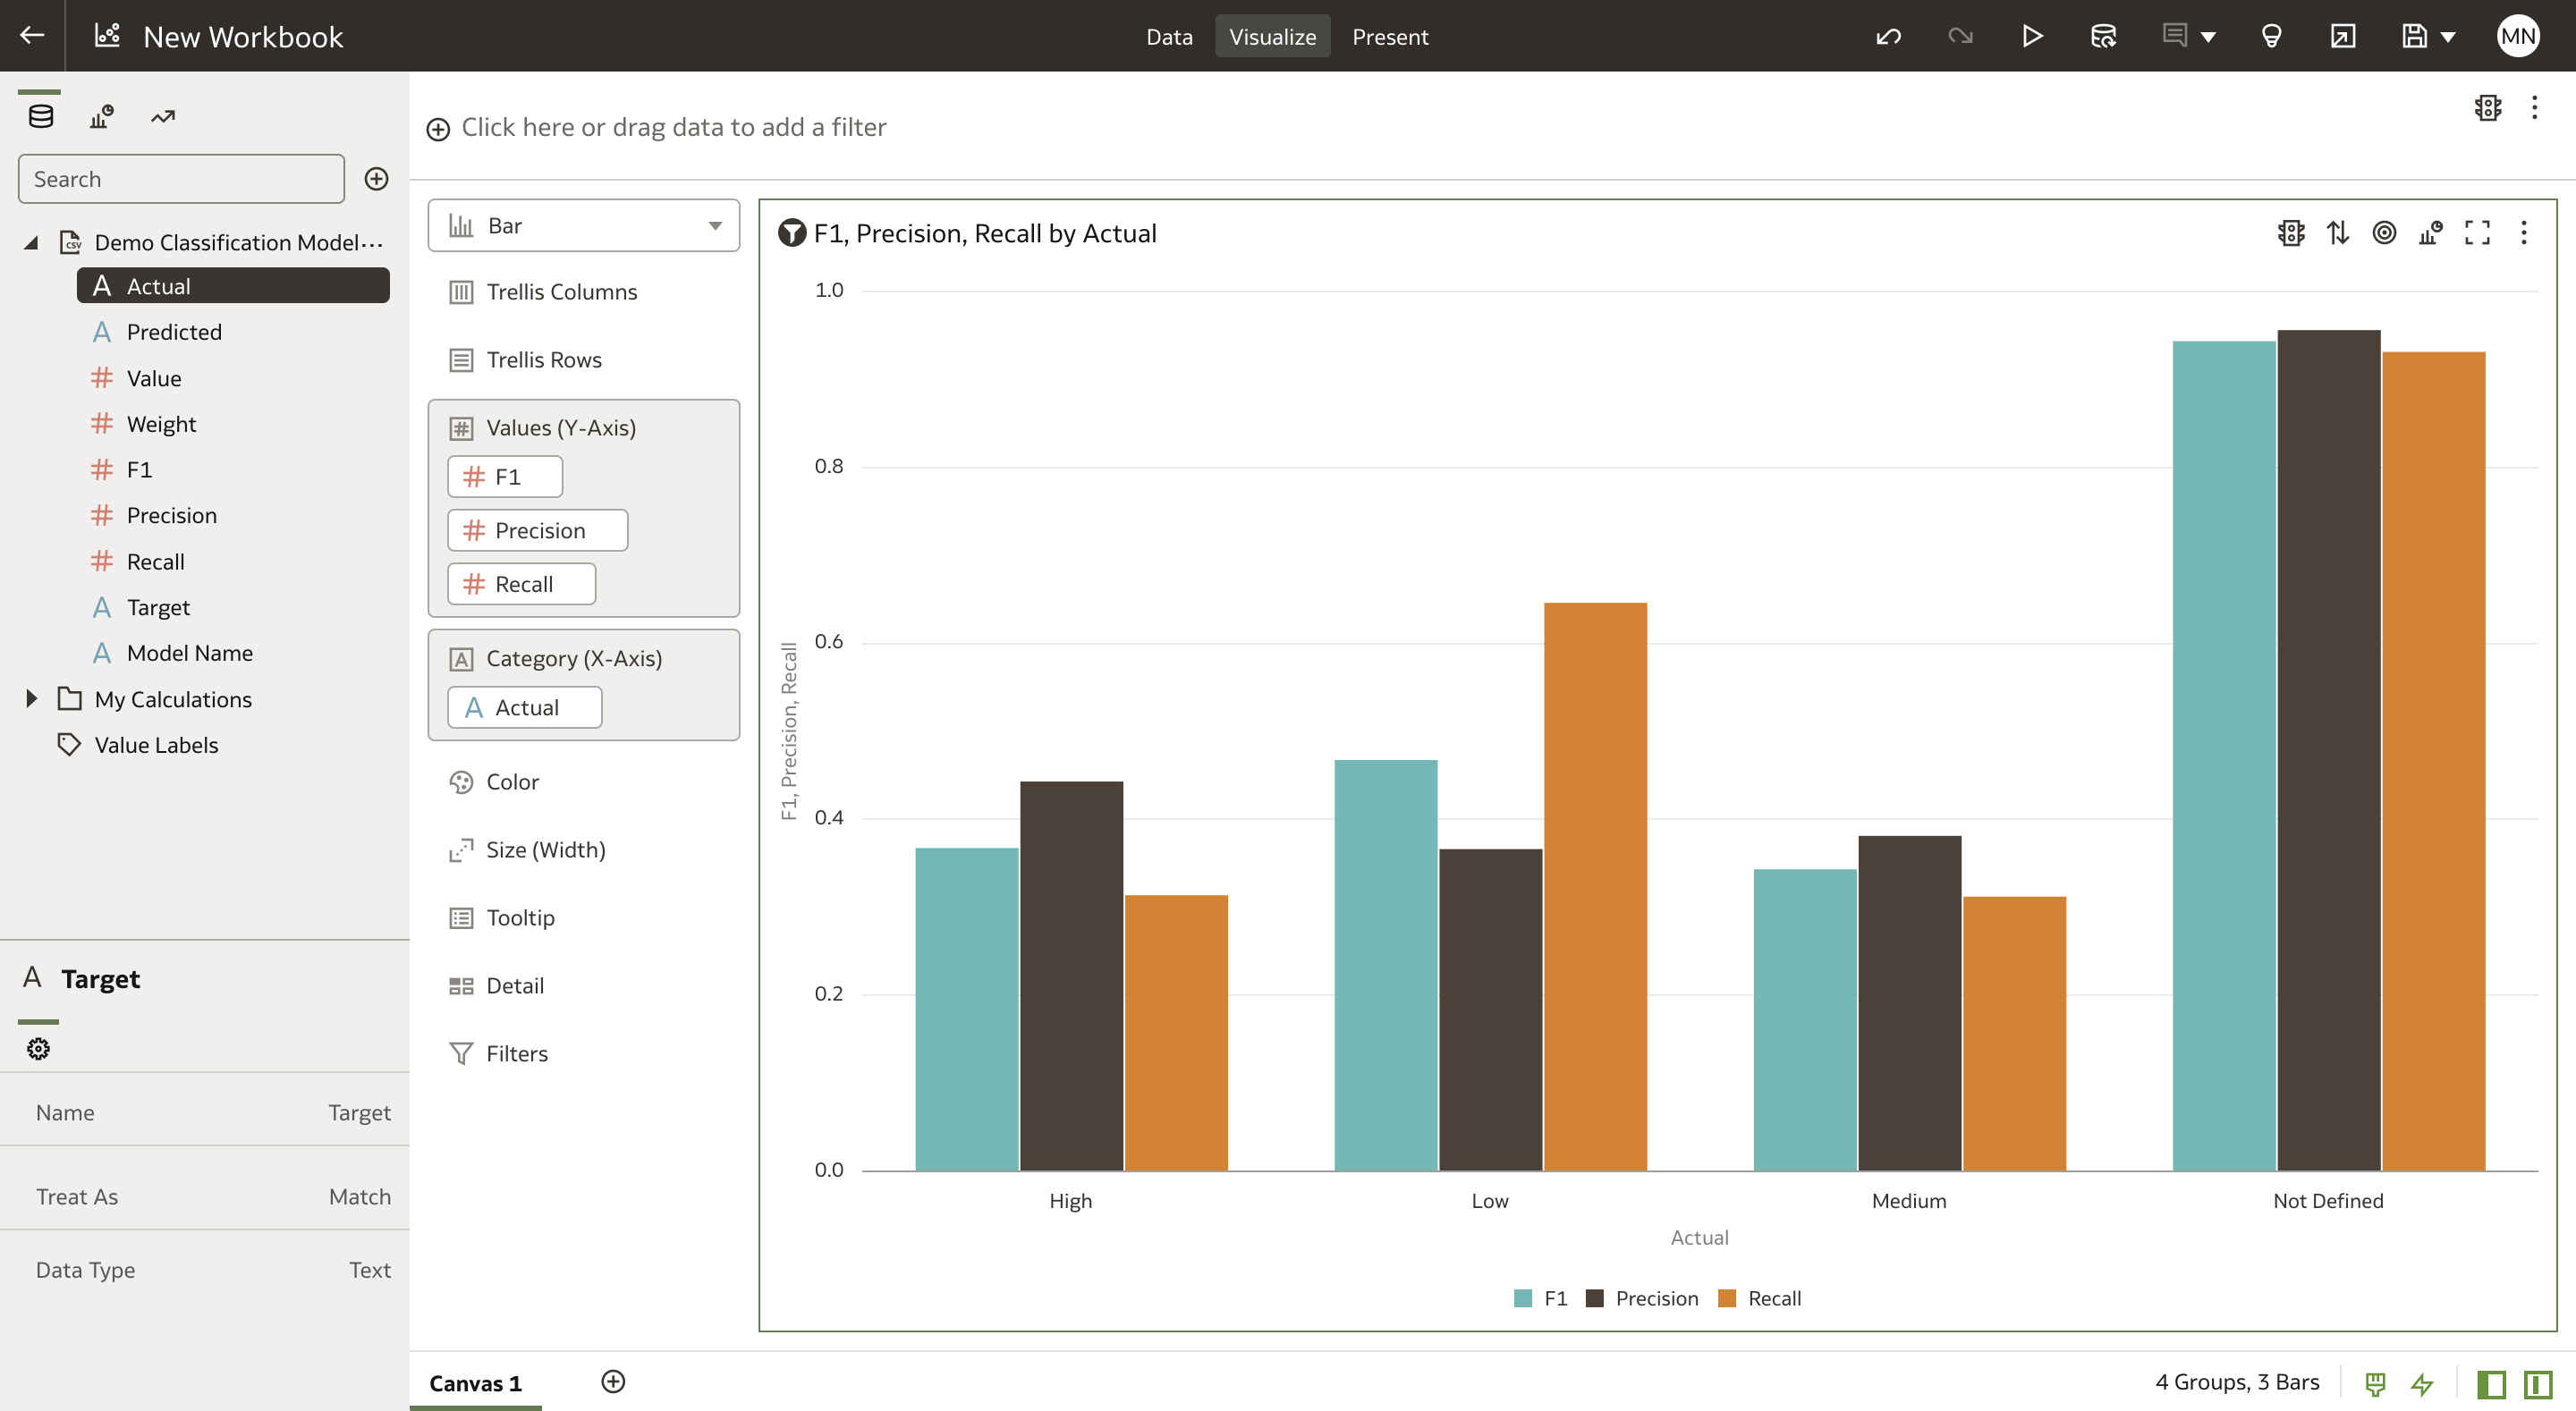 New Workbook
Data
Visualize
Present
MN
Search
Demo Classification Model···
CSV
A Actual
A Predicted
# Value
# Weight
# F1
# Precision
# Recall
A Target
A Model Name
My Calculations
Value Labels
A Target
Name Target
Treat As Match
Data Type Text
Click here or drag data to add a filter
Bar
Trellis Columns
Trellis Rows
# Values (Y-Axis)
# F1
# Precision
# Recall
A Category (X-Axis)
A Actual
Color
Size (Width)
Tooltip
Detail
Filters
F1, Precision, Recall by Actual
F1, Precision, Recall
1.0
0.8
0.6
0.4
0.2
0.0
High
Low
Medium
Not Defined
Actual
F1
Precision
Recall
Canvas 1
4 Groups, 3 Bars